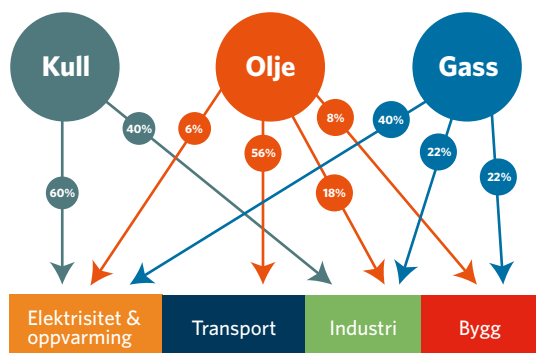 Kull
Olje
Gass
40%
6%
56%
8%
40%
22%
60%
18%
22%
Elektrisitet &
oppvarming
Transport
Industri
Bygg